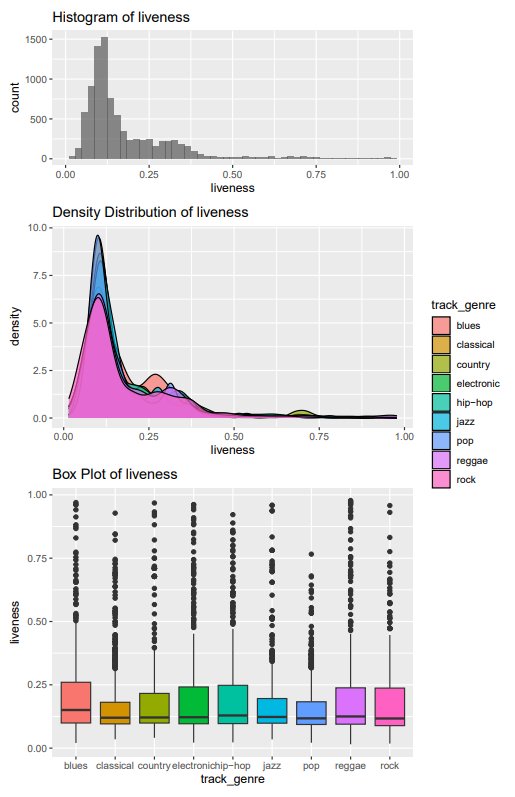 Histogram of liveness
1500
1000
500
0
count
0.00 0.25 0.50 0.75 1.00
liveness
Density Distribution of liveness
10.0
7.5
5.0
2.5
0.0
density
0.00 0.25 0.50 0.75 1.00
liveness
track_genre
blues
classical
country
electronic
hip-hop
jazz
pop
reggae
rock
Box Plot of liveness
1.00
0.75
0.50
0.25
0.00
liveness
blues classical country electronic hip-hop jazz pop reggae rock
track_genre